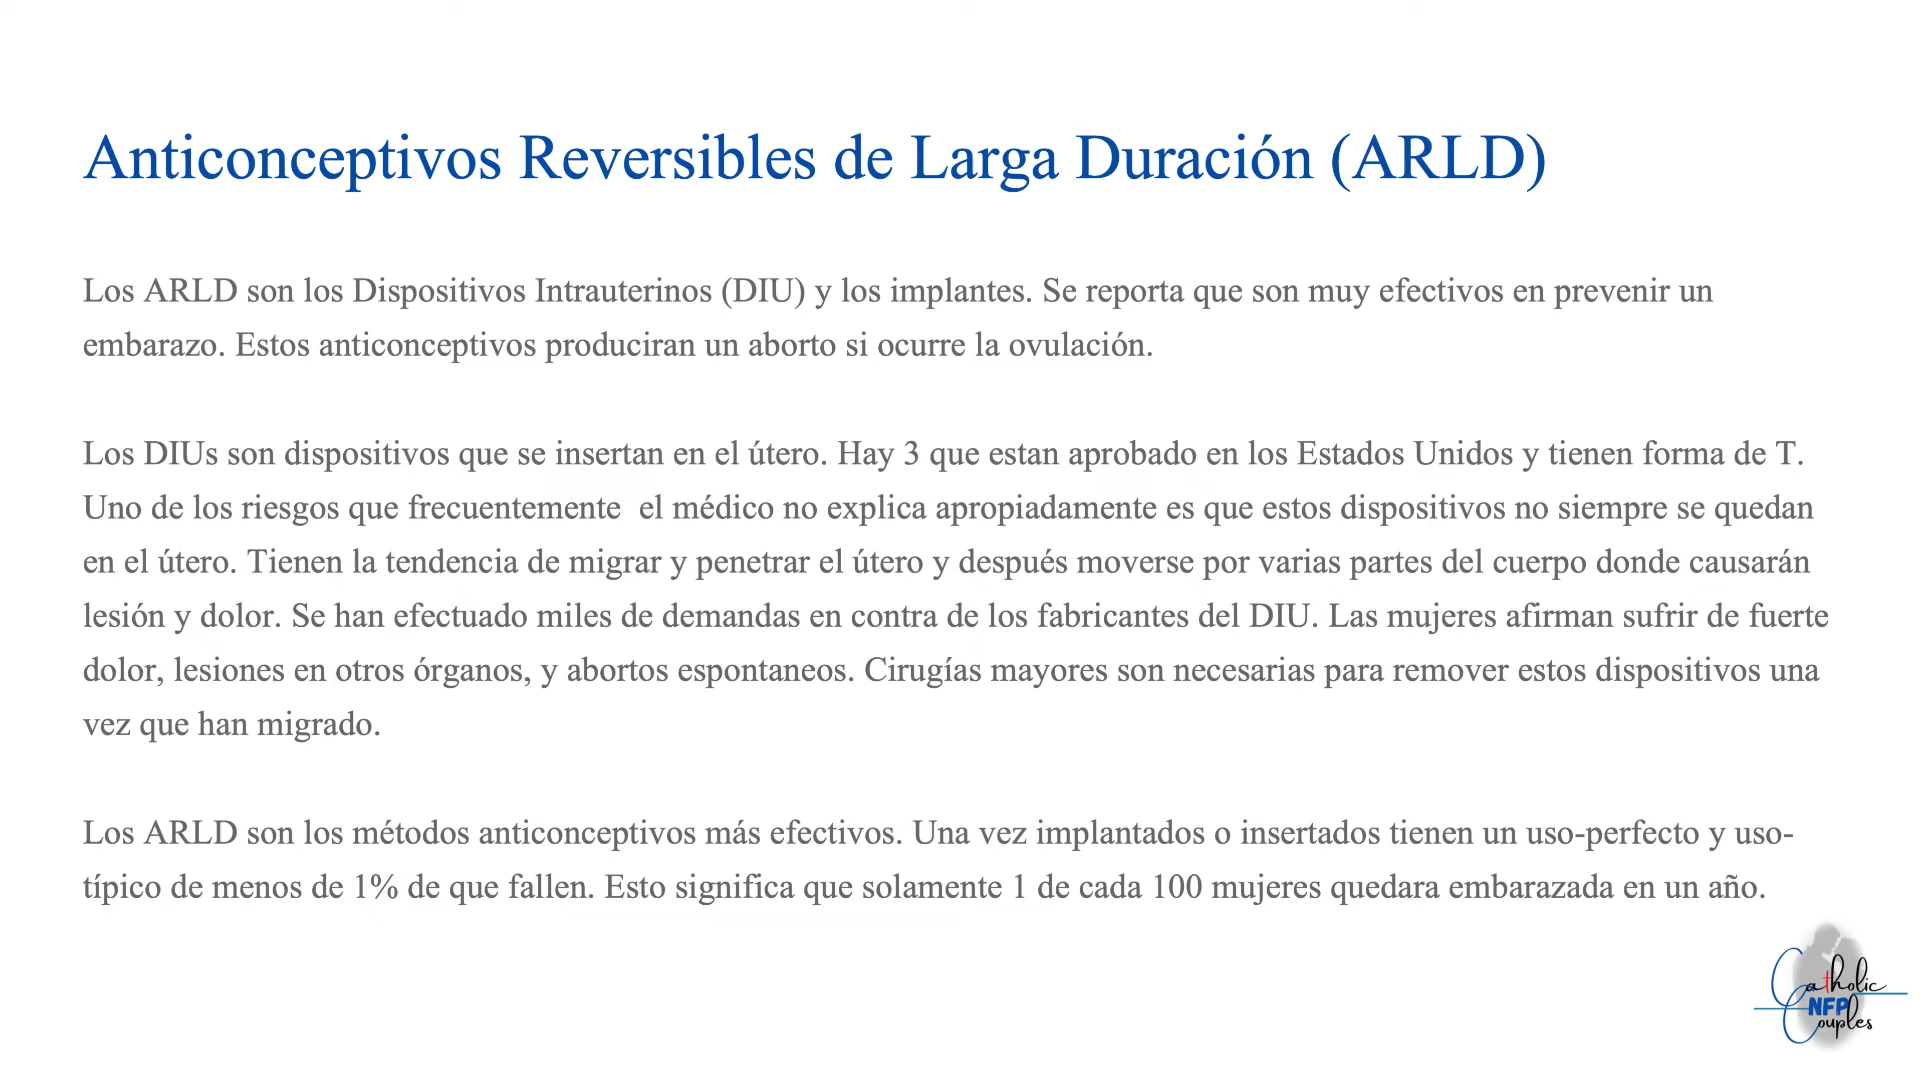 Anticonceptivos Reversibles de Larga Duración (ARLD)
Los ARLD son los Dispositivos Intrauterinos (DIU) y los implantes. Se reporta que son muy efectivos en prevenir un
embarazo. Estos anticonceptivos produciran un aborto si ocurre la ovulación.
Los DIUs son dispositivos que se insertan en el útero. Hay 3 que estan aprobado en los Estados Unidos y tienen forma de T.
Uno de los riesgos que frecuentemente  el médico no explica apropiadamente es que estos dispositivos no siempre se quedan
en el útero. Tienen la tendencia de migrar y penetrar el útero y después moverse por varias partes del cuerpo donde causarán
lesión y dolor. Se han efectuado miles de demandas en contra de los fabricantes del DIU. Las mujeres afirman sufrir de fuerte
dolor, lesiones en otros órganos, y abortos espontaneos. Cirugías mayores son necesarias para remover estos dispositivos una
vez que han migrado.
Los ARLD son los métodos anticonceptivos más efectivos. Una vez implantados o insertados tienen un uso-perfecto y uso-
típico de menos de 1% de que fallen. Esto significa que solamente 1 de cada 100 mujeres quedara embarazada en un año.
Catholic
NFP
Couples